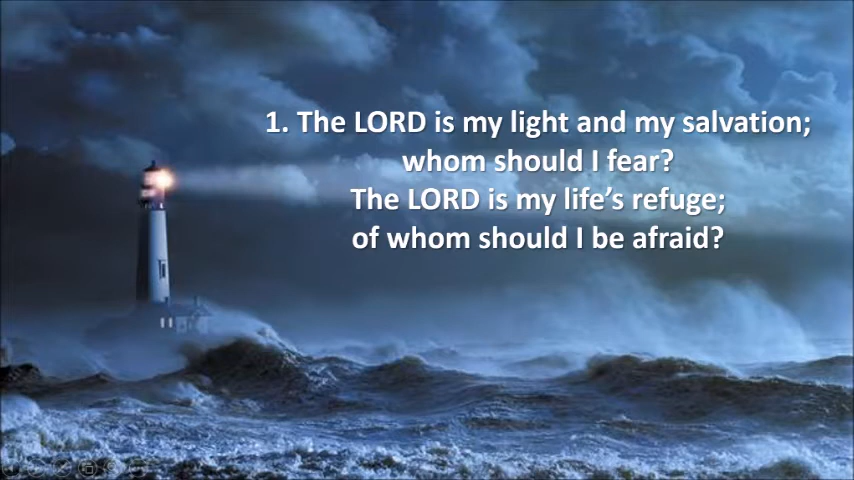 1. The LORD is my light and my salvation;
whom should I fear?
The LORD is my life’s refuge;
of whom should I be afraid?